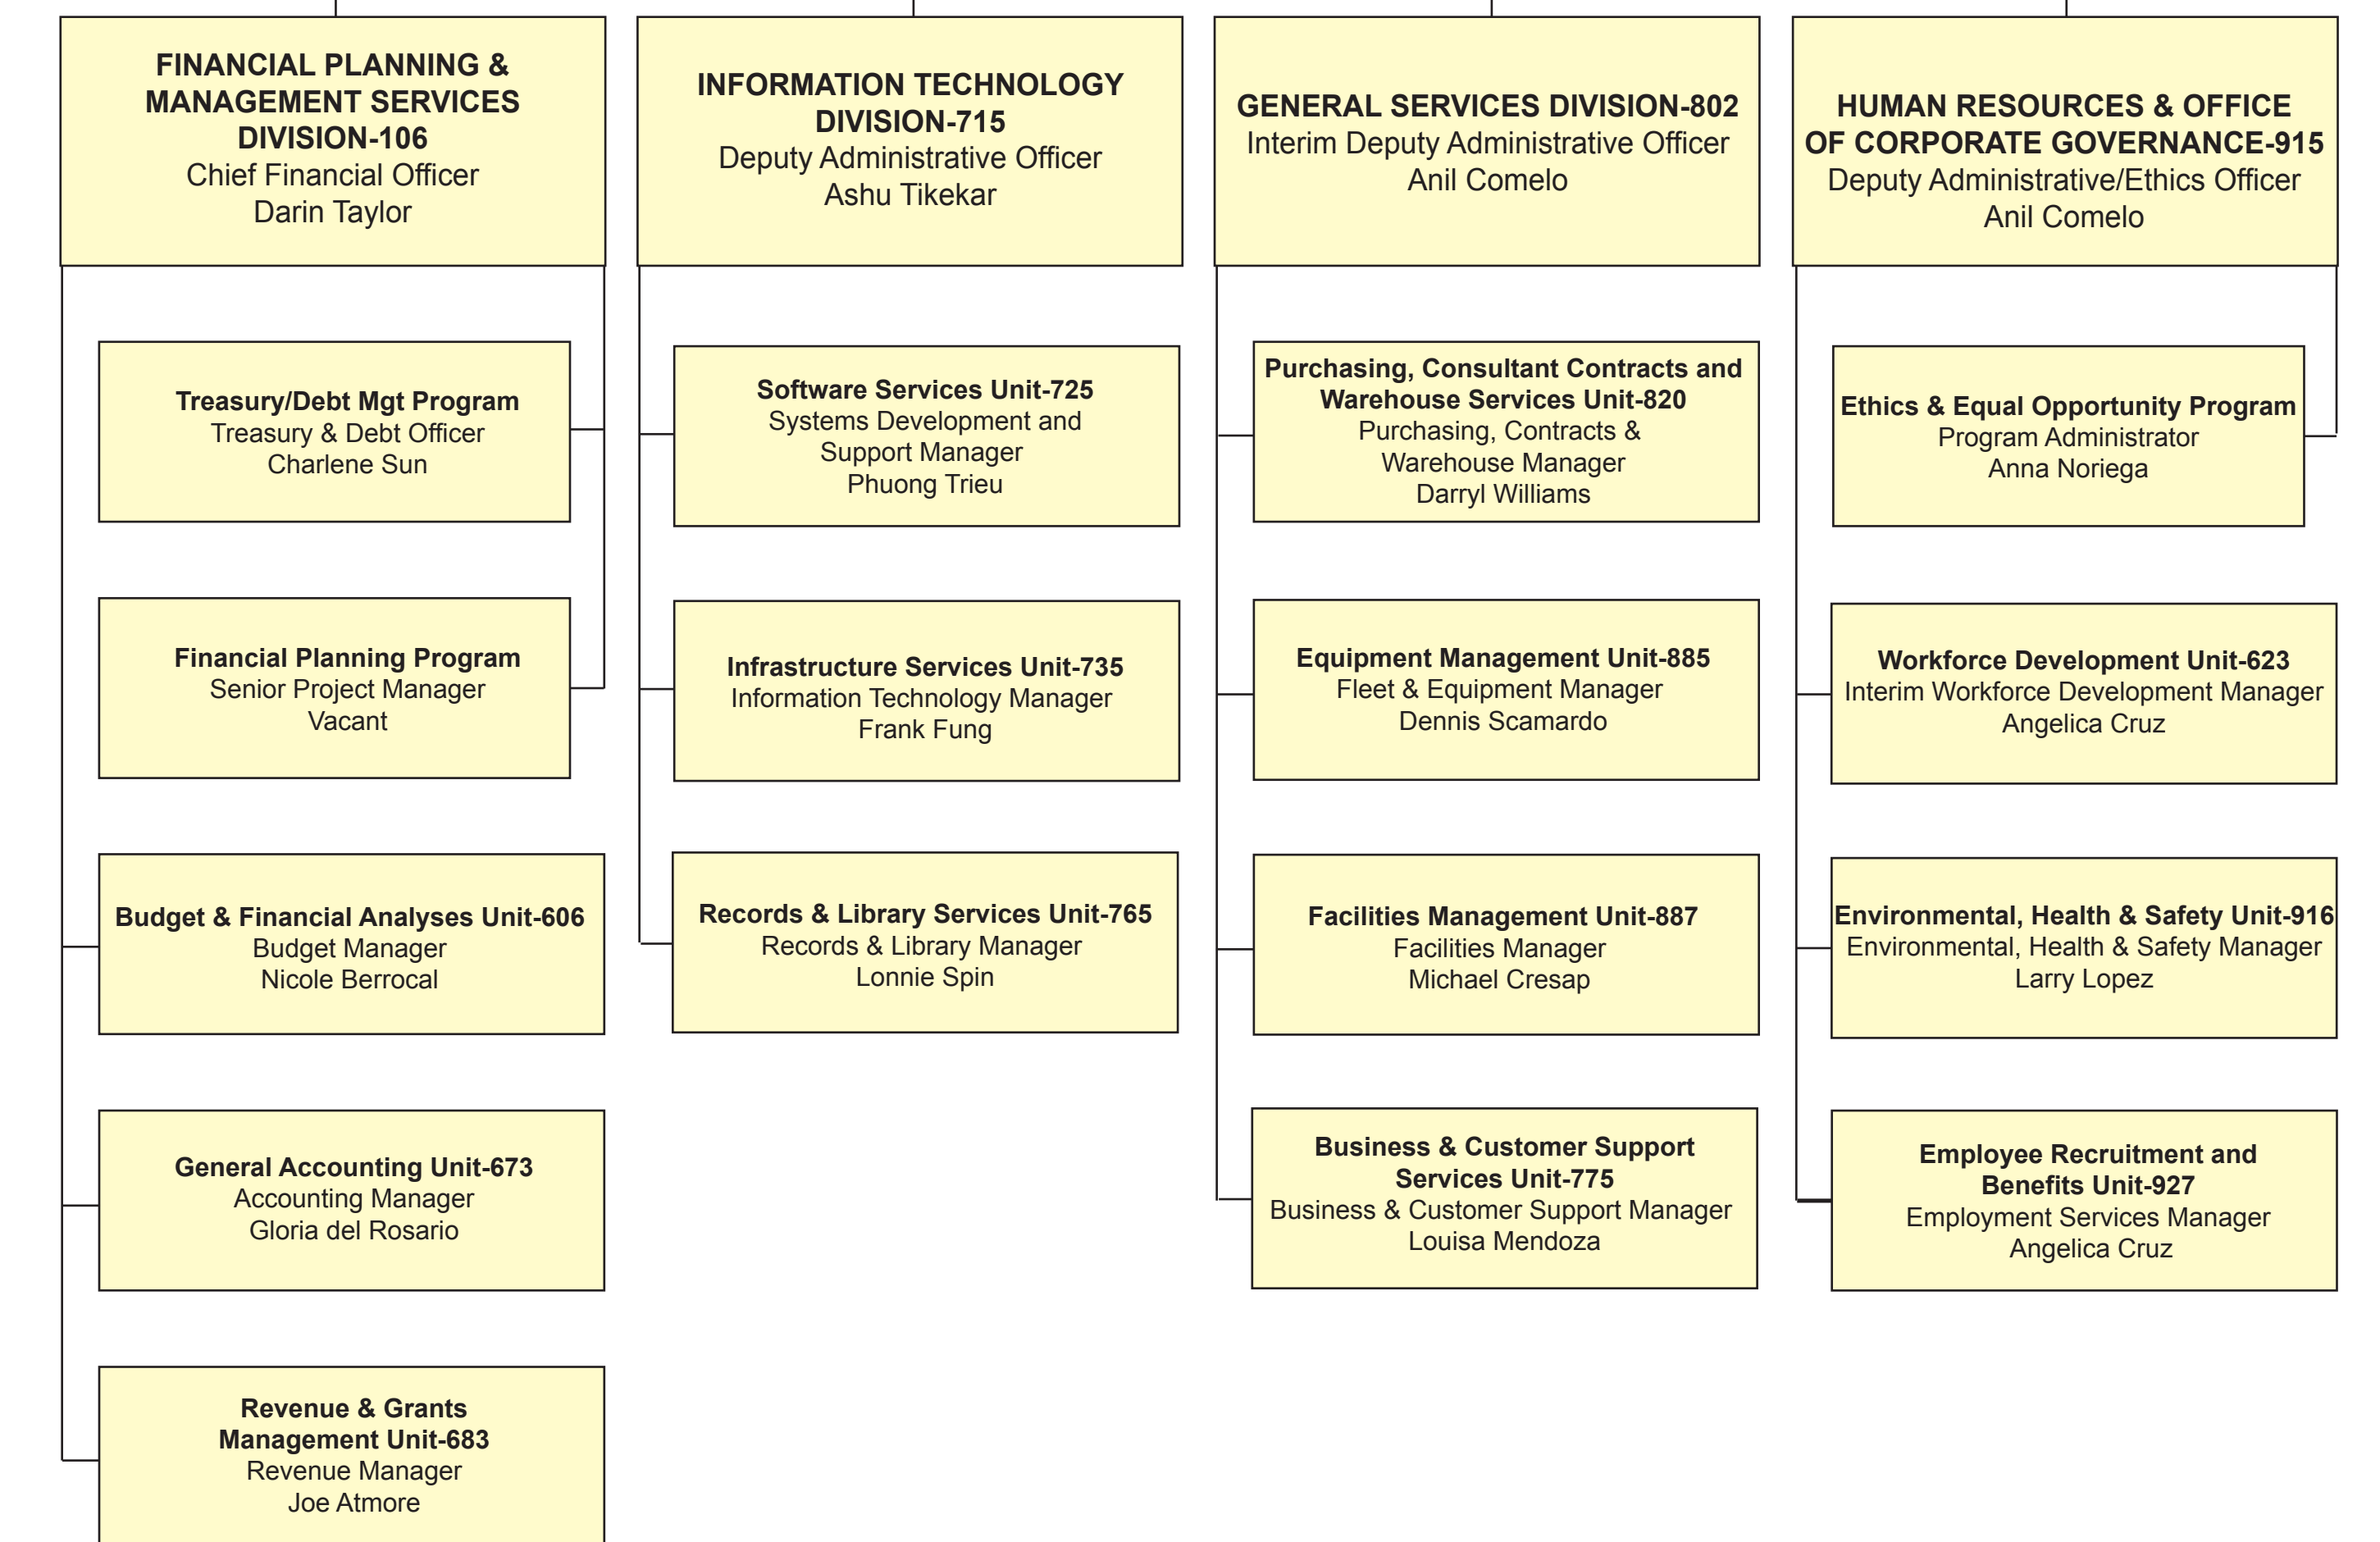 FINANCIAL PLANNING &
MANAGEMENT SERVICES
DIVISION-106
Chief Financial Officer
Darin Taylor
Treasury/Debt Mgt Program
Treasury & Debt Officer
Charlene Sun
Financial Planning Program
Senior Project Manager
Vacant
Budget & Financial Analyses Unit-606
Budget Manager
Nicole Berrocal
General Accounting Unit-673
Accounting Manager
Gloria del Rosario
Revenue & Grants
Management Unit-683
Revenue Manager
Joe Atmore
INFORMATION TECHNOLOGY
DIVISION-715
Deputy Administrative Officer
Ashu Tikekar
Software Services Unit-725
Systems Development and
Support Manager
Phuong Trieu
Infrastructure Services Unit-735
Information Technology Manager
Frank Fung
Records & Library Services Unit-765
Records & Library Manager
Lonnie Spin
GENERAL SERVICES DIVISION-802
Interim Deputy Administrative Officer
Anil Comelo
Purchasing, Consultant Contracts and
Warehouse Services Unit-820
Purchasing, Contracts &
Warehouse Manager
Darryl Williams
Equipment Management Unit-885
Fleet & Equipment Manager
Dennis Scamardo
Facilities Management Unit-887
Facilities Manager
Michael Cresap
Business & Customer Support
Services Unit-775
Business & Customer Support Manager
Louisa Mendoza
HUMAN RESOURCES & OFFICE
OF CORPORATE GOVERNANCE-915
Deputy Administrative/Ethics Officer
Anil Comelo
Ethics & Equal Opportunity Program
Program Administrator
Anna Noriega
Workforce Development Unit-623
Interim Workforce Development Manager
Angelica Cruz
Environmental, Health & Safety Unit-916
Environmental, Health & Safety Manager
Larry Lopez
Employee Recruitment and
Benefits Unit-927
Employment Services Manager
Angelica Cruz